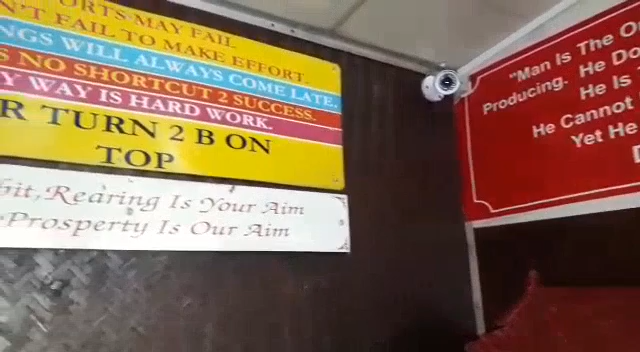 ORTS MAY FAIL
N'T FAIL TO MAKE EFFORT.
NGS WILL ALWAYS COME LATE.
S NO SHORTCUT 2 SUCCESS.
Y WAY IS HARD WORK.
R TURN 2 B ON
TOP
bit, Rearing Is Your Aim
Prosperty Is Our Aim
"Man Is The O
Producing. He Do
He Is
He Cannot
Yet He